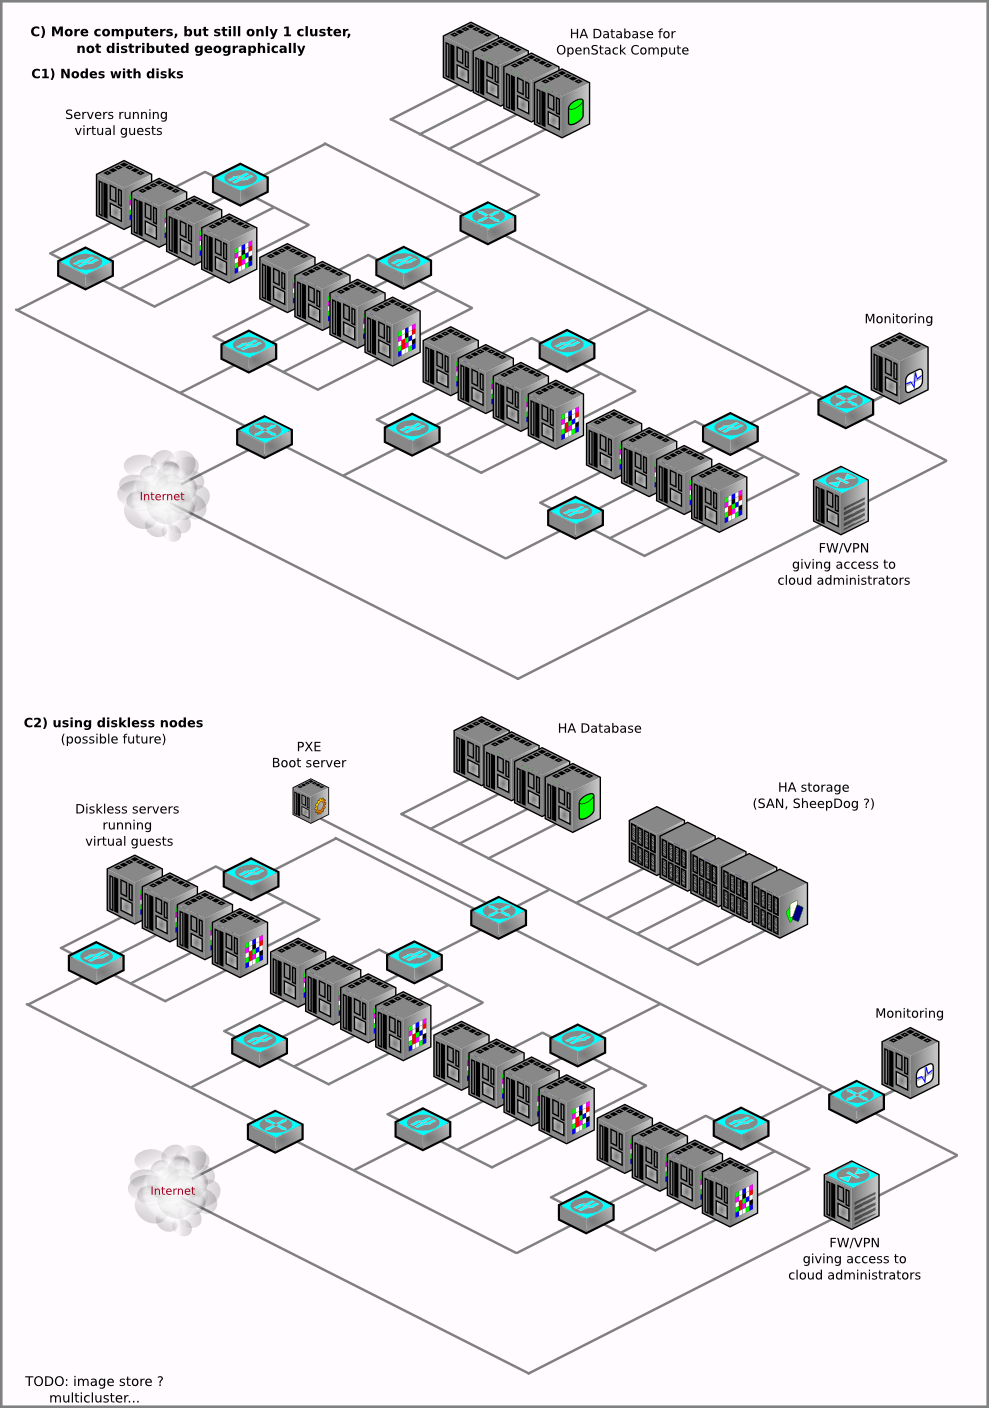 C) More computers, but still only 1 cluster,
not distributed geographically
C1) Nodes with disks
HA Database for
OpenStack Compute
Servers running
virtual guests
Monitoring
Internet
FW/VPN
giving access to
cloud administrators
C2) using diskless nodes
(possible future)
PXE
Boot server
HA Database
HA storage
(SAN, SheepDog ?)
Diskless servers
running
virtual guests
Monitoring
Internet
FW/VPN
giving access to
cloud administrators
TODO: image store ?
multicluster...